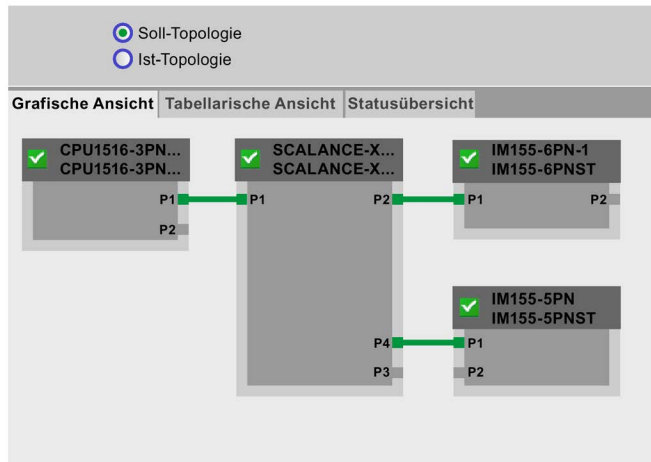 Soll-Topologie
Ist-Topologie
Grafische Ansicht Tabellarische Ansicht Statusübersicht
CPU1516-3PN...
CPU1516-3PN...
P1
P2
SCALANCE-X...
SCALANCE-X...
P1 P2
P4
P3
IM155-6PN-1
IM155-6PNST
P1 P2
IM155-5PN
IM155-5PNST
P1
P2